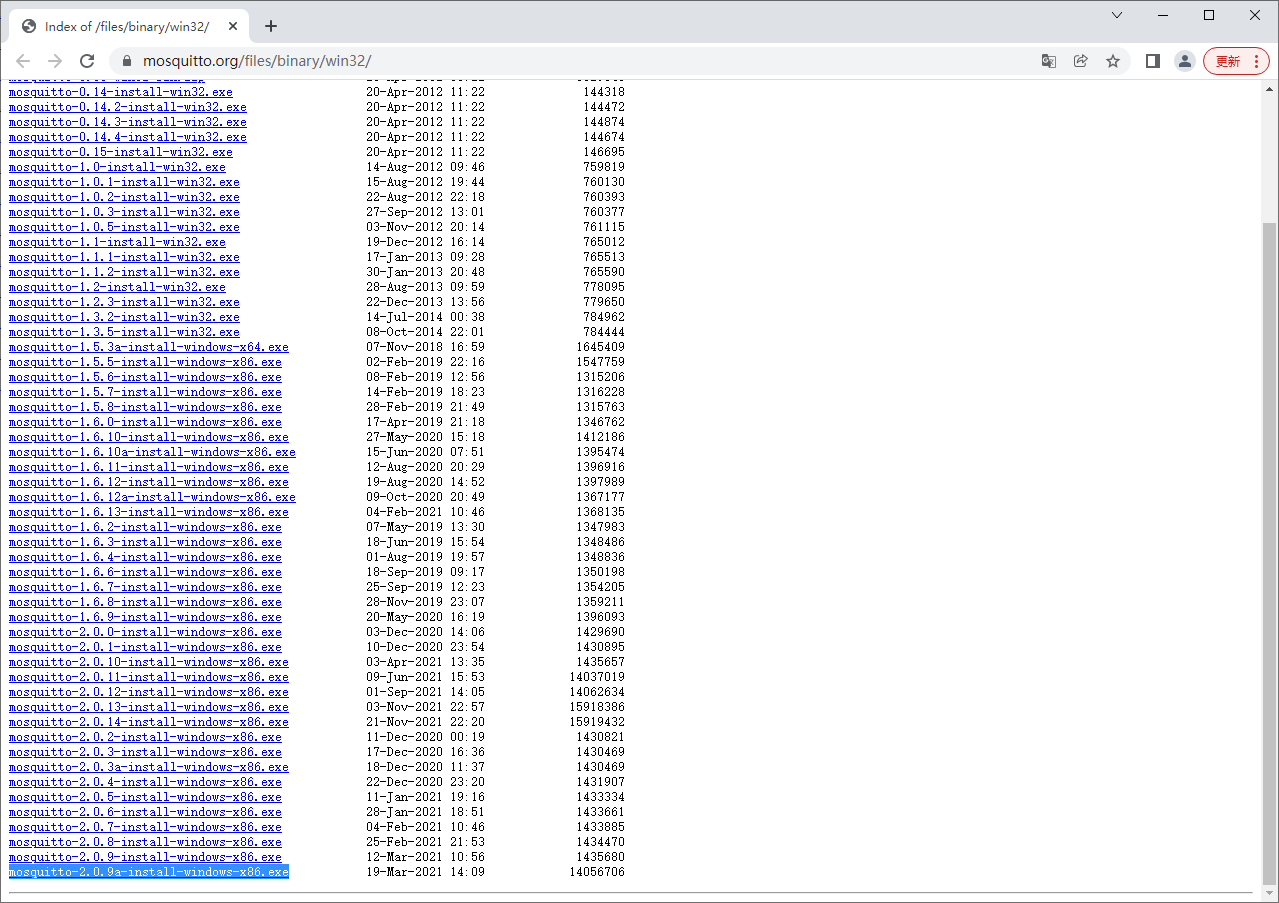 Index of /files/binary/win32/
mosquitto.org/files/binary/win32/
更新
mosquitto-0.14-install-win32.exe 20-Apr-2012 11:22 144318
mosquitto-0.14.2-install-win32.exe 20-Apr-2012 11:22 144472
mosquitto-0.14.3-install-win32.exe 20-Apr-2012 11:22 144874
mosquitto-0.14.4-install-win32.exe 20-Apr-2012 11:22 144674
mosquitto-0.15-install-win32.exe 20-Apr-2012 11:22 146695
mosquitto-1.0-install-win32.exe 14-Aug-2012 09:46 759819
mosquitto-1.0.1-install-win32.exe 15-Aug-2012 19:44 760130
mosquitto-1.0.2-install-win32.exe 22-Aug-2012 22:18 760393
mosquitto-1.0.3-install-win32.exe 27-Sep-2012 13:01 760377
mosquitto-1.0.5-install-win32.exe 03-Nov-2012 20:14 761115
mosquitto-1.1-install-win32.exe 19-Dec-2012 16:14 765012
mosquitto-1.1.1-install-win32.exe 17-Jan-2013 09:28 765513
mosquitto-1.1.2-install-win32.exe 30-Jan-2013 20:48 765590
mosquitto-1.2-install-win32.exe 28-Aug-2013 09:59 778095
mosquitto-1.2.3-install-win32.exe 22-Dec-2013 13:56 779650
mosquitto-1.3.2-install-win32.exe 14-Jul-2014 00:38 784962
mosquitto-1.3.5-install-win32.exe 08-Oct-2014 22:01 784444
mosquitto-1.5.3a-install-windows-x64.exe 07-Nov-2018 16:59 1645409
mosquitto-1.5.5-install-windows-x86.exe 02-Feb-2019 22:16 1547759
mosquitto-1.5.6-install-windows-x86.exe 08-Feb-2019 12:56 1315206
mosquitto-1.5.7-install-windows-x86.exe 14-Feb-2019 18:23 1316228
mosquitto-1.5.8-install-windows-x86.exe 28-Feb-2019 21:49 1315763
mosquitto-1.6.0-install-windows-x86.exe 17-Apr-2019 21:18 1346762
mosquitto-1.6.10-install-windows-x86.exe 27-May-2020 15:18 1412186
mosquitto-1.6.10a-install-windows-x86.exe 15-Jun-2020 07:51 1395474
mosquitto-1.6.11-install-windows-x86.exe 12-Aug-2020 20:29 1396916
mosquitto-1.6.12-install-windows-x86.exe 19-Aug-2020 14:52 1397989
mosquitto-1.6.12a-install-windows-x86.exe 09-Oct-2020 20:49 1367177
mosquitto-1.6.13-install-windows-x86.exe 04-Feb-2021 10:46 1368135
mosquitto-1.6.2-install-windows-x86.exe 07-May-2019 13:30 1347983
mosquitto-1.6.3-install-windows-x86.exe 18-Jun-2019 15:54 1348486
mosquitto-1.6.4-install-windows-x86.exe 01-Aug-2019 19:57 1348836
mosquitto-1.6.6-install-windows-x86.exe 18-Sep-2019 09:17 1350198
mosquitto-1.6.7-install-windows-x86.exe 25-Sep-2019 12:23 1354205
mosquitto-1.6.8-install-windows-x86.exe 28-Nov-2019 23:07 1359211
mosquitto-1.6.9-install-windows-x86.exe 20-May-2020 16:19 1396093
mosquitto-2.0.0-install-windows-x86.exe 03-Dec-2020 14:06 1429690
mosquitto-2.0.1-install-windows-x86.exe 10-Dec-2020 23:54 1430895
mosquitto-2.0.10-install-windows-x86.exe 03-Apr-2021 13:35 1435657
mosquitto-2.0.11-install-windows-x86.exe 09-Jun-2021 15:53 14037019
mosquitto-2.0.12-install-windows-x86.exe 01-Sep-2021 14:05 14062634
mosquitto-2.0.13-install-windows-x86.exe 03-Nov-2021 22:57 15918386
mosquitto-2.0.14-install-windows-x86.exe 21-Nov-2021 22:20 15919432
mosquitto-2.0.2-install-windows-x86.exe 11-Dec-2020 00:19 1430821
mosquitto-2.0.3-install-windows-x86.exe 17-Dec-2020 16:36 1430469
mosquitto-2.0.3a-install-windows-x86.exe 18-Dec-2020 11:37 1430469
mosquitto-2.0.4-install-windows-x86.exe 22-Dec-2020 23:20 1431907
mosquitto-2.0.5-install-windows-x86.exe 11-Jan-2021 19:16 1433334
mosquitto-2.0.6-install-windows-x86.exe 28-Jan-2021 18:51 1433661
mosquitto-2.0.7-install-windows-x86.exe 04-Feb-2021 10:46 1433885
mosquitto-2.0.8-install-windows-x86.exe 25-Feb-2021 21:53 1434470
mosquitto-2.0.9-install-windows-x86.exe 12-Mar-2021 10:56 1435680
mosquitto-2.0.9a-install-windows-x86.exe 19-Mar-2021 14:09 14056706